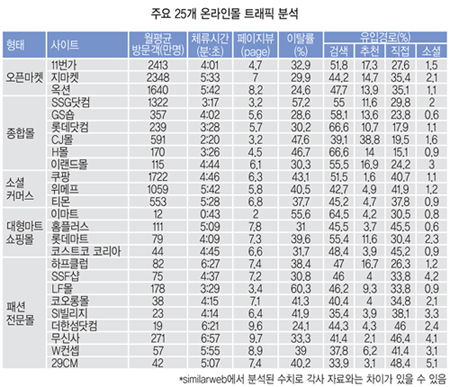 주요 25개 온라인몰 트래픽 분석
형태 사이트 월평균 방문객(만명) 체류시간 (분:초) 페이지뷰 (page) 이탈률 (%) 유입경로(%)
검색 추천 직접 소셜
오픈마켓 11번가 2413 4:01 4,7 32,9 51,8 17,3 27,6 1,5
지마켓 2348 5:33 7 29,9 44,2 14,7 35,4 2,1
옥션 1640 5:42 8,2 24,6 47,7 13,9 35,1 1,1
종합몰 SSG닷컴 1322 3:17 3,2 57,2 55 11,6 29,8 2
GS숍 357 4:02 5,6 28,6 58,1 13,6 23,8 0,6
롯데닷컴 239 3:28 5,7 30,2 66,6 10,7 17,9 1,1
CJ몰 591 2:20 3,2 47,6 39,1 38,8 19,5 1,6
H몰 170 3:26 4,5 46,7 66,6 14 15,1 0,9
이랜드몰 115 4:44 6,1 30,3 55,5 16,9 24,2 3
소셜 커머스 쿠팡 1722 4:46 6,3 43,1 51,5 1,6 40,7 1,1
위메프 1059 5:42 5,8 40,5 42,7 4,9 41,9 1,2
티몬 553 5:28 6,8 37,7 45,2 4,7 37,8 0,9
대형마트 쇼핑몰 이마트 12 0:43 2 55,6 64,5 4,2 30,5 0,8
홈플러스 111 5:09 7,8 31 45,5 3,7 45,5 0,6
롯데마트 79 4:09 7,3 39,6 55,4 11,6 30,4 2,3
코스트코 코리아 44 4:45 6,6 31,7 48,4 3,9 45,2 0,9
패션 전문몰 하프클럽 82 6:27 7,4 38,4 40 16,7 26,3 1,2
SSF샵 75 4:37 7,2 30,8 46 4 33,8 4,2
LF몰 178 3:29 3,4 60,3 46,2 9,3 33,8 0,9
코오롱몰 38 4:15 7,1 41,3 40,4 4 34,8 2,1
SI빌리지 23 4:14 6,4 41,9 35,4 3,9 38,1 3,3
더한섬닷컴 19 6:21 9,6 24,1 44,3 4,3 46 2,4
무신사 271 6:57 9,7 33,3 41,4 2,1 46,4 4,1
W컨셉 57 5:55 8,9 39 37,8 6,2 41,4 3,1
29CM 42 5:07 7,4 40,2 33,9 3,1 48,4 5,1
*similarweb에서 분석된 수치로 각사 자료와는 차이가 있을 수 있음